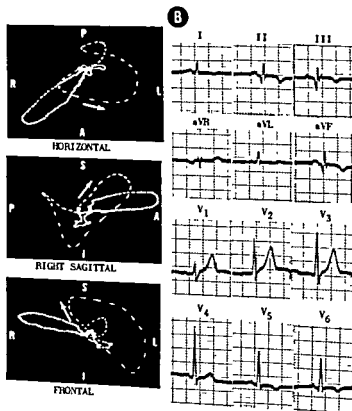 P
R
L
A
HORIZONTAL
S
P
A
I
RIGHT SAGITTAL
S
R
L
I
FRONTAL
B
I II III
aVR aVL aVF
V1 V2 V3
V4 V5 V6